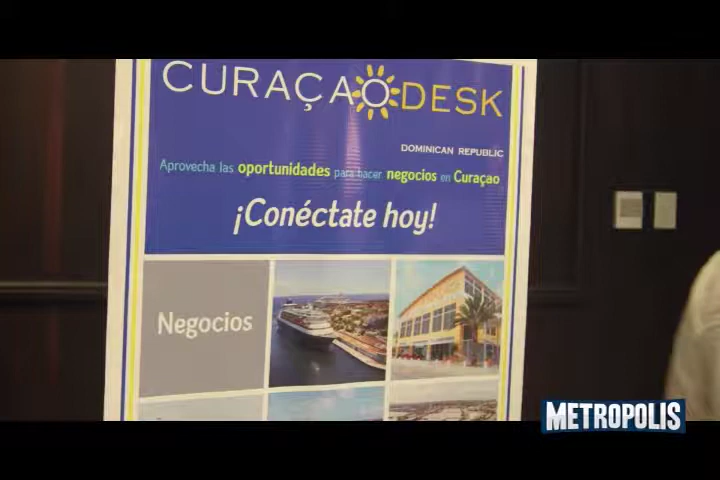 CURAÇAO DESK
DOMINICAN REPUBLIC
Aprovecha las oportunidades para hacer negocios en Curaçao
¡Conéctate hoy!
Negocios
METROPOLIS